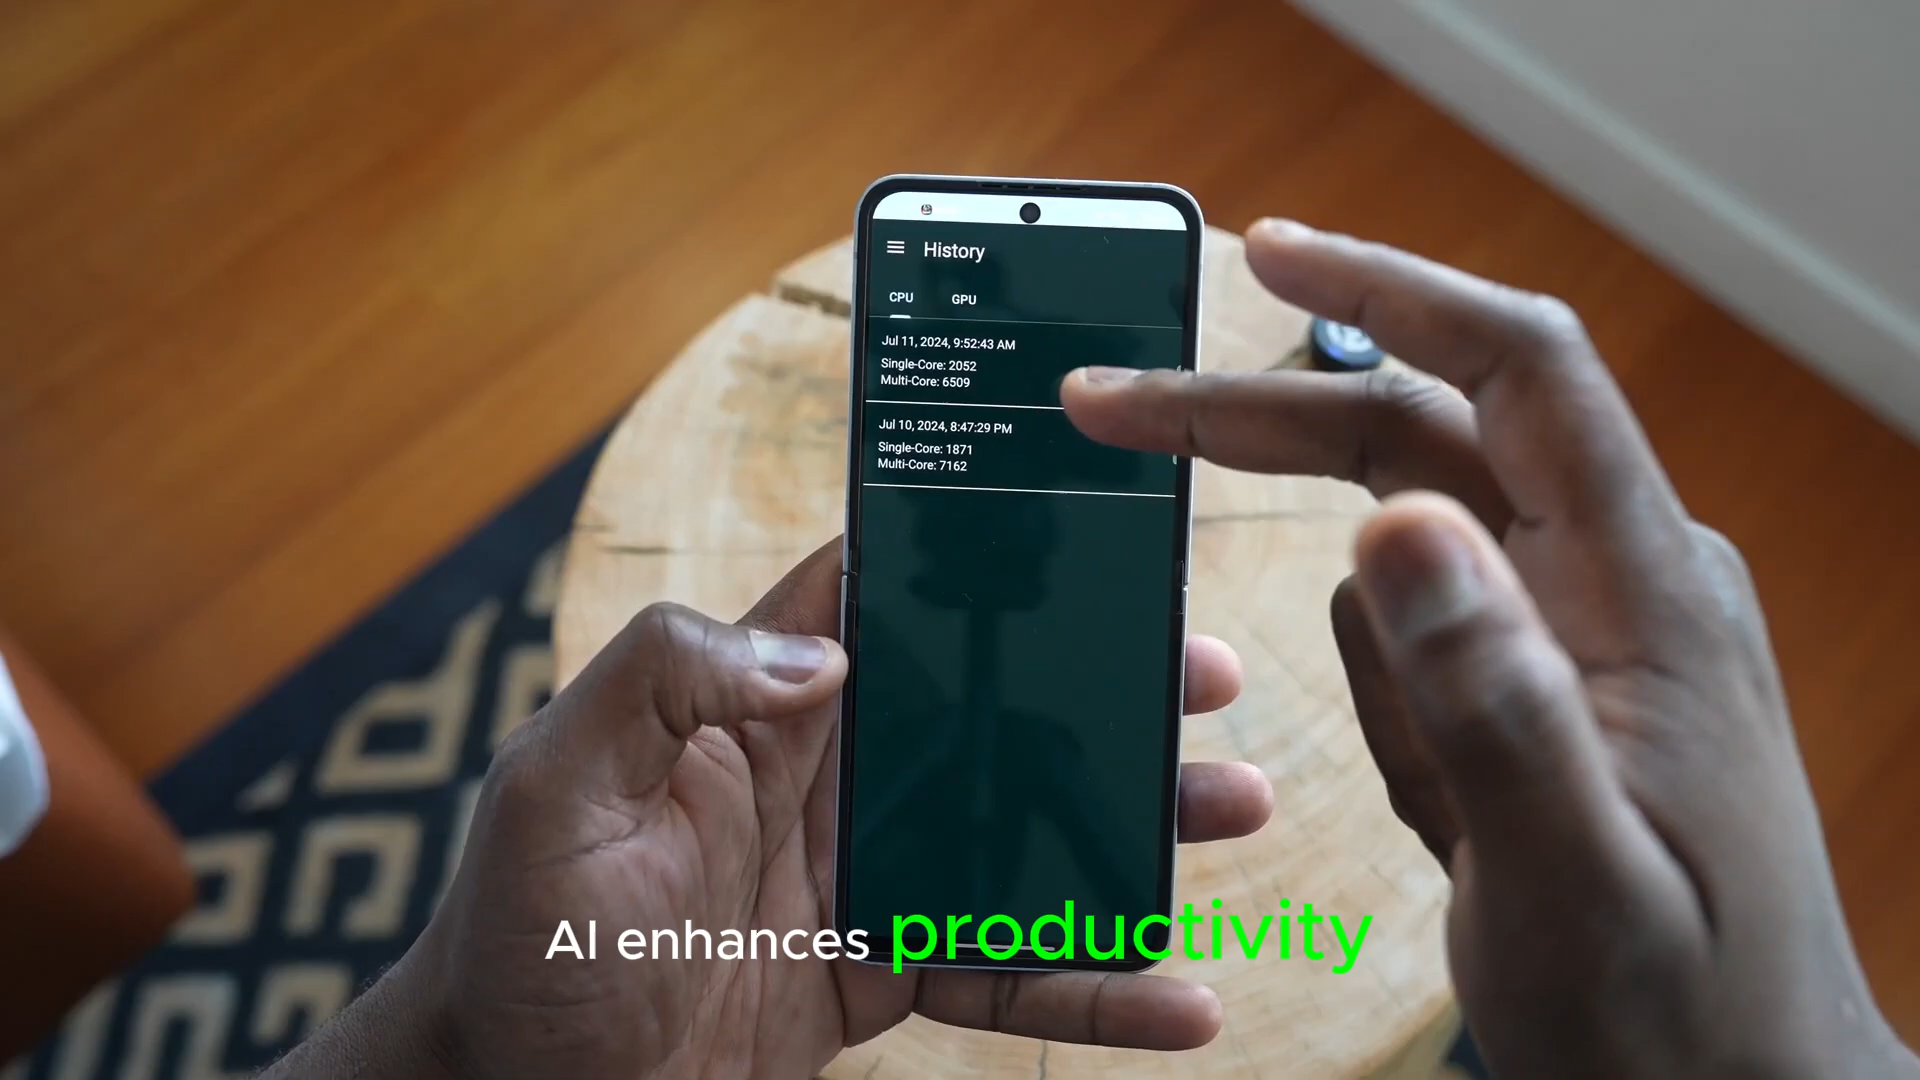 History
CPU GPU
Jul 11, 2024, 9:52:43 AM
Single-Core: 2052
Multi-Core: 6509
Jul 10, 2024, 8:47:29 PM
Single-Core: 1871
Multi-Core: 7162
AI enhances productivity